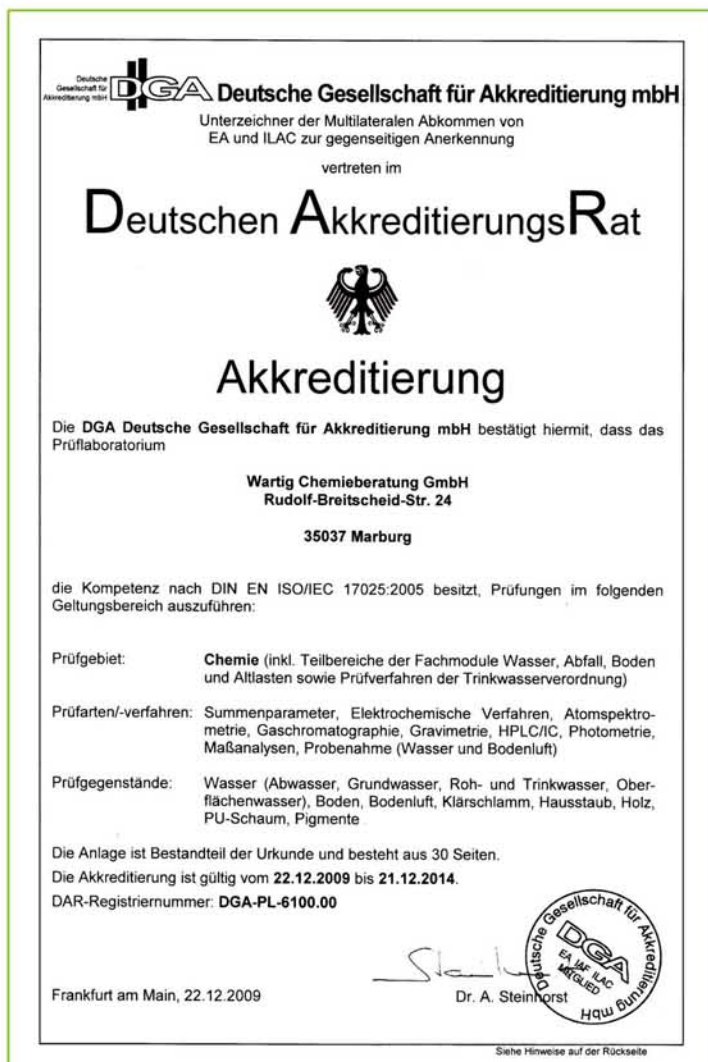 Deutsche
Gesellschaft für
Akkreditierung mbH
DGA Deutsche Gesellschaft für Akkreditierung mbH
Unterzeichner der Multilateralen Abkommen von
EA und ILAC zur gegenseitigen Anerkennung
vertreten im
Deutschen AkkreditierungsRat
Akkreditierung
Die DGA Deutsche Gesellschaft für Akkreditierung mbH bestätigt hiermit, dass das
Prüflaboratorium
Wartig Chemieberatung GmbH
Rudolf-Breitscheid-Str. 24
35037 Marburg
die Kompetenz nach DIN EN ISO/IEC 17025:2005 besitzt, Prüfungen im folgenden
Geltungsbereich auszuführen:
Prüfgebiet: Chemie (inkl. Teilbereiche der Fachmodule Wasser, Abfall, Boden
und Altlasten sowie Prüfverfahren der Trinkwasserverordnung)
Prüfarten/-verfahren: Summenparameter, Elektrochemische Verfahren, Atomspektro-
metrie, Gaschromatographie, Gravimetrie, HPLC/IC, Photometrie,
Maßanalysen, Probenahme (Wasser und Bodenluft)
Prüfgegenstände: Wasser (Abwasser, Grundwasser, Roh- und Trinkwasser, Ober-
flächenwasser), Boden, Bodenluft, Klärschlamm, Hausstaub, Holz,
PU-Schaum, Pigmente
Die Anlage ist Bestandteil der Urkunde und besteht aus 30 Seiten.
Die Akkreditierung ist gültig vom 22.12.2009 bis 21.12.2014.
DAR-Registriernummer: DGA-PL-6100.00
Deutsche Gesellschaft für Akkreditierung mbH
DGA
EA IAF ILAC
MITGLIED
Frankfurt am Main, 22.12.2009
Dr. A. Steinhorst
Siehe Hinweise auf der Rückseite